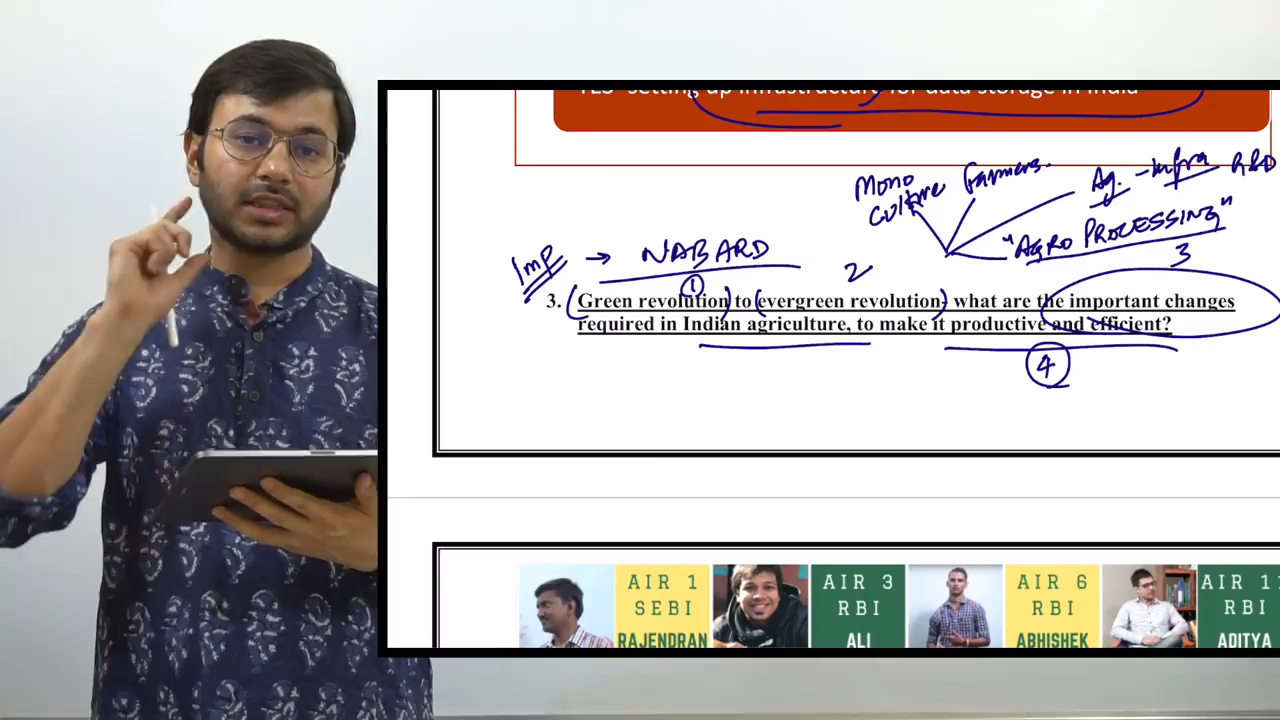 YES- setting up infrastructure for data storage in India
Mono Culture
Farmers.
Ag. - Infra R&D
"AGRO PROCESSING"
3
Imp → NABARD
1
2
3. Green revolution to evergreen revolution, what are the important changes
required in Indian agriculture, to make it productive and efficient?
4
AIR 1
SEBI
RAJENDRAN
AIR 3
RBI
ALI
AIR 6
RBI
ABHISHEK
AIR 11
RBI
ADITYA